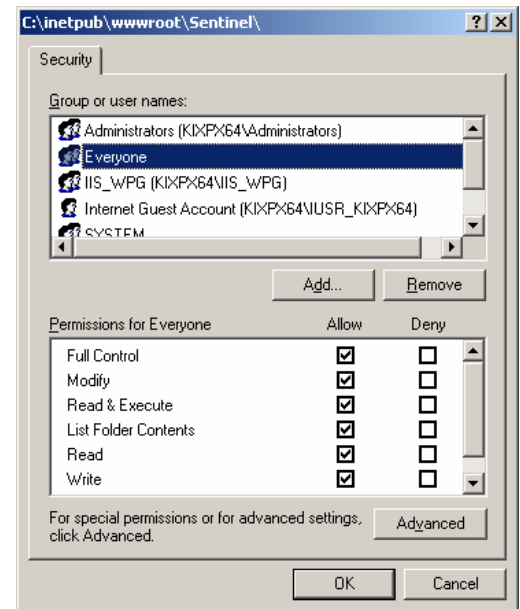 C:\inetpub\wwwroot\Sentinel\
Security
Group or user names:
Administrators (KIXPX64\Administrators)
Everyone
IIS_WPG (KIXPX64\IIS_WPG)
Internet Guest Account (KIXPX64\IUSR_KIXPX64)
SYSTEM
Add... Remove
Permissions for Everyone Allow Deny
Full Control
Modify
Read & Execute
List Folder Contents
Read
Write
For special permissions or for advanced settings, click Advanced.
Advanced
OK Cancel